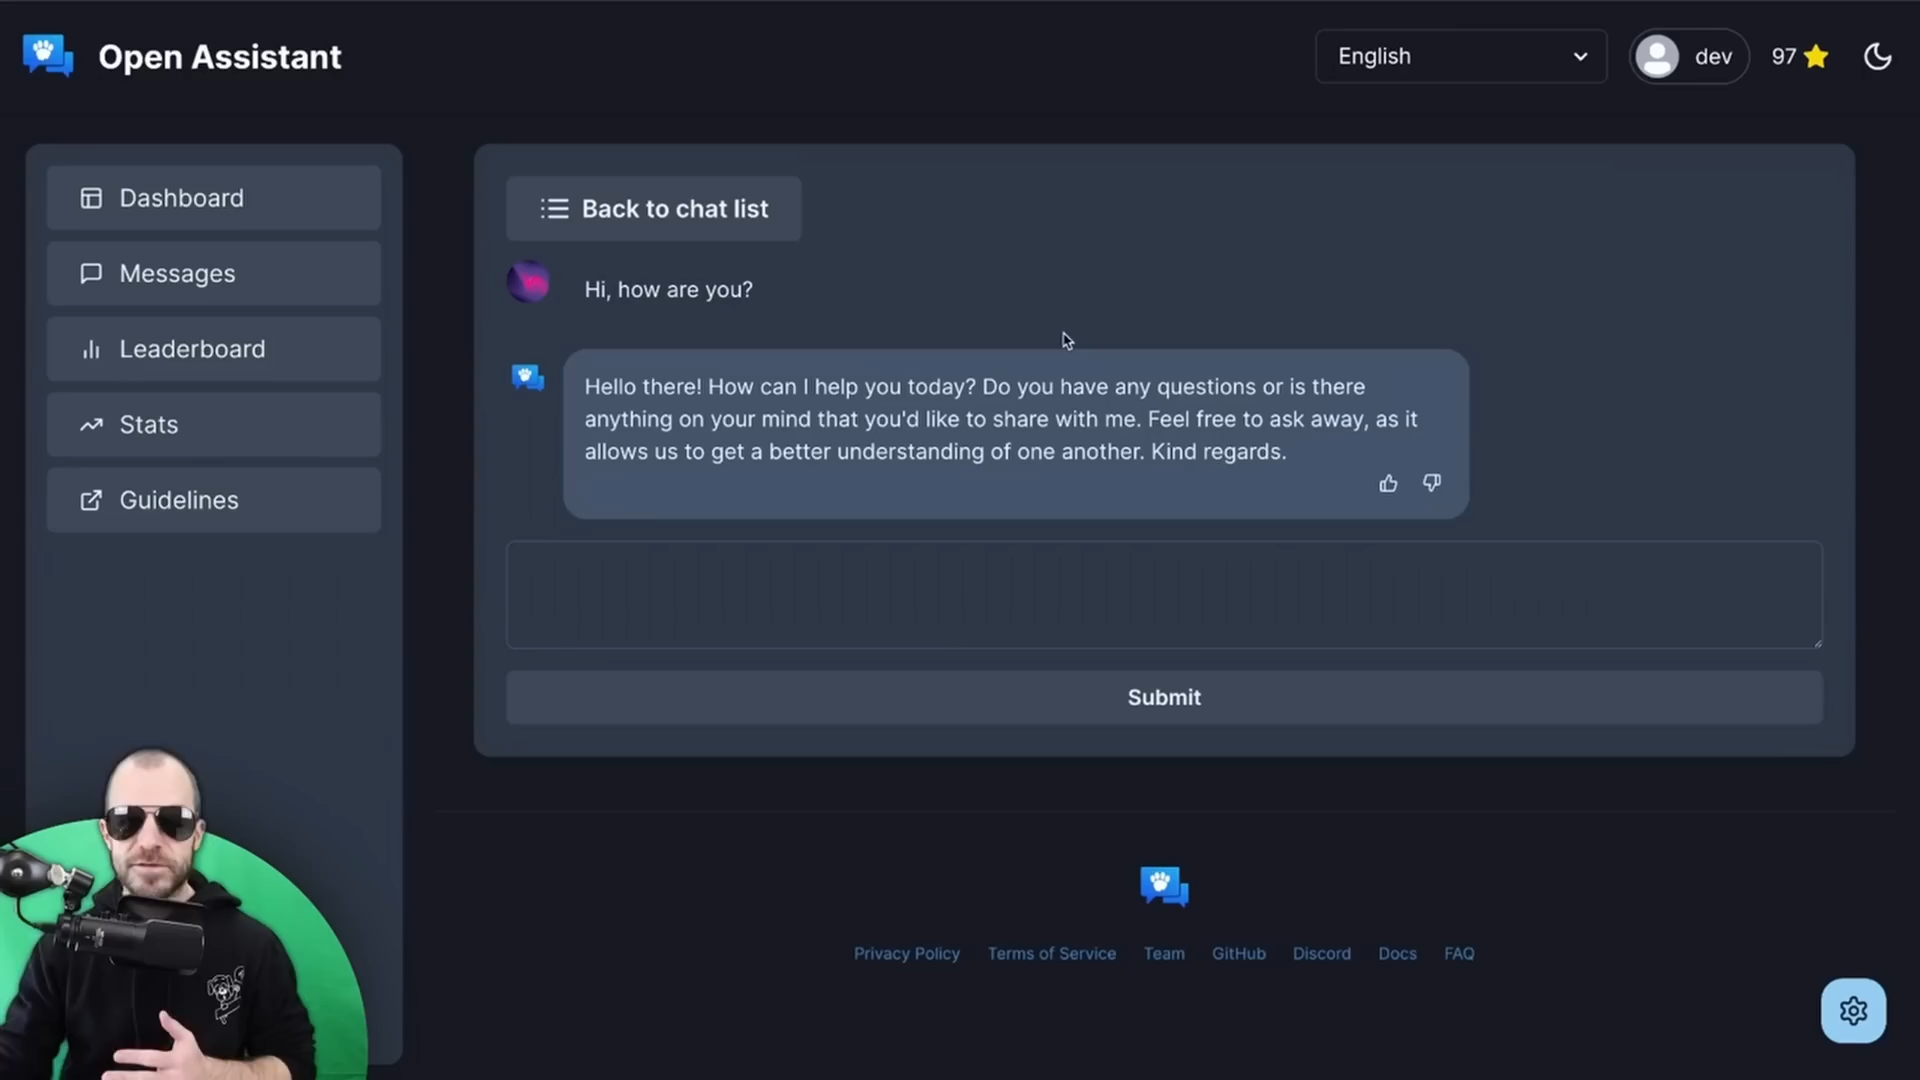 Open Assistant
English
dev
97
Dashboard
Messages
Leaderboard
Stats
Guidelines
Back to chat list
Hi, how are you?
Hello there! How can I help you today? Do you have any questions or is there
anything on your mind that you'd like to share with me. Feel free to ask away, as it
allows us to get a better understanding of one another. Kind regards.
Submit
Privacy Policy
Terms of Service
Team
GitHub
Discord
Docs
FAQ